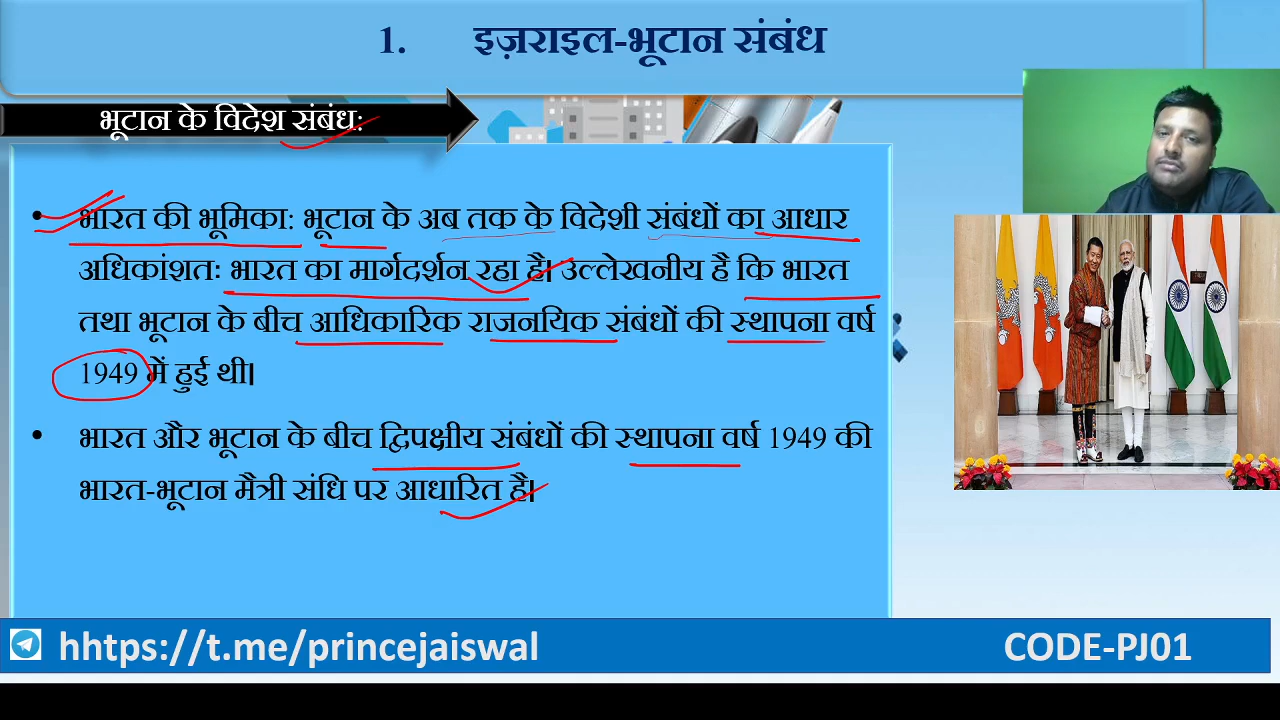 1. इज़राइल-भूटान संबंध
भूटान के विदेश संबंध:
• भारत की भूमिका: भूटान के अब तक के विदेशी संबंधों का आधार
अधिकांशतः भारत का मार्गदर्शन रहा है। उल्लेखनीय है कि भारत
तथा भूटान के बीच आधिकारिक राजनयिक संबंधों की स्थापना वर्ष
1949 में हुई थी।
• भारत और भूटान के बीच द्विपक्षीय संबंधों की स्थापना वर्ष 1949 की
भारत-भूटान मैत्री संधि पर आधारित है।
hhtps://t.me/princejaiswal
CODE-PJ01